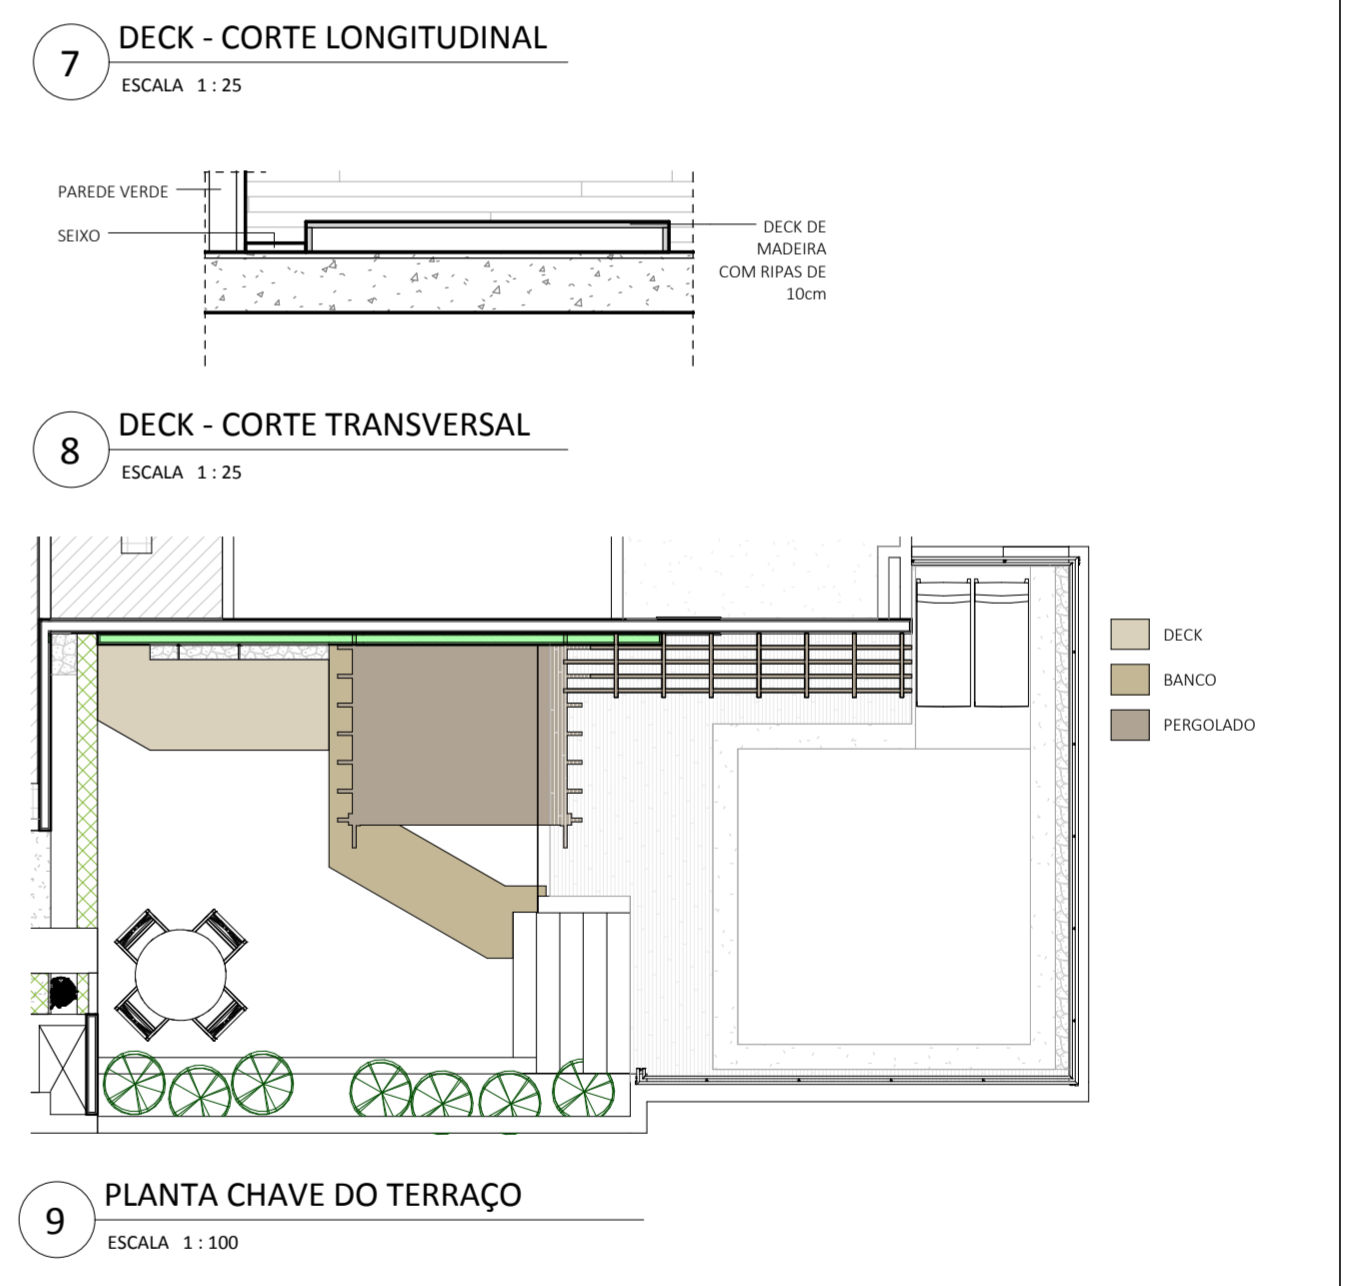 7
DECK - CORTE LONGITUDINAL
ESCALA 1 : 25
PAREDE VERDE
SEIXO
DECK DE
MADEIRA
COM RIPAS DE
10cm
8
DECK - CORTE TRANSVERSAL
ESCALA 1 : 25
DECK
BANCO
PERGOLADO
9
PLANTA CHAVE DO TERRAÇO
ESCALA 1 : 100